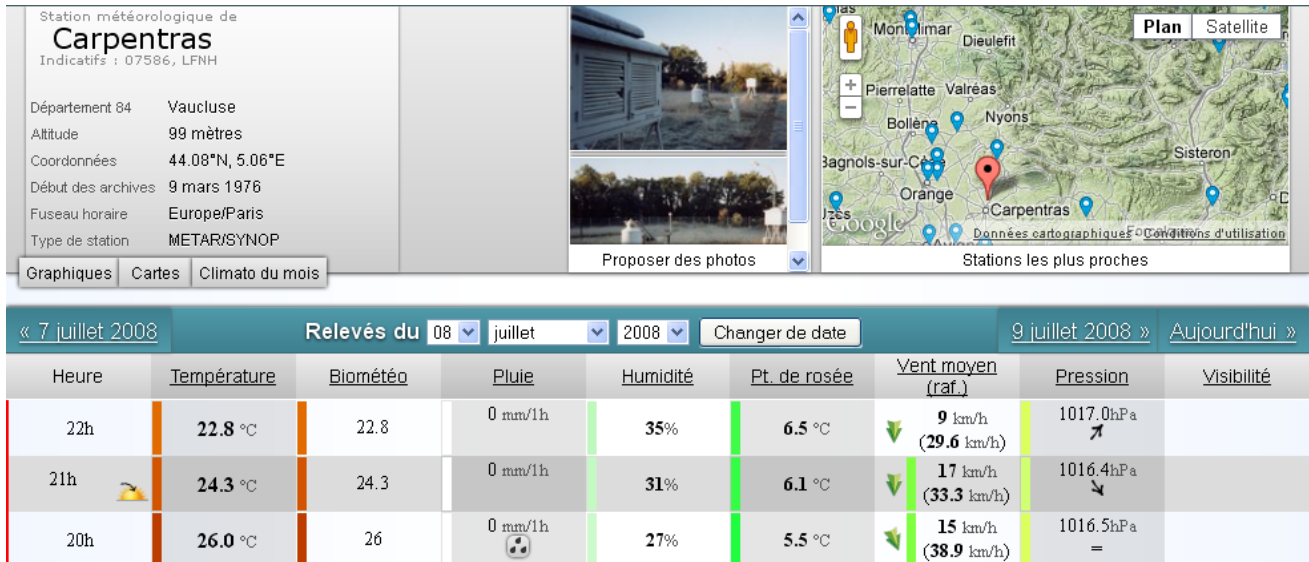 Station météorologique de
Carpentras
Indicatifs : 07586, LFNH
Département 84 Vaucluse
Altitude 99 mètres
Coordonnées 44.08°N, 5.06°E
Début des archives 9 mars 1976
Fuseau horaire Europe/Paris
Type de station METAR/SYNOP
Graphiques Cartes Climato du mois
Proposer des photos
Plan Satellite
Dieulefit
Pierrelatte Valréas
Bollène Nyons
Sisteron
Orange
Carpentras
Google
Données cartographiques - Conditions d'utilisation
Stations les plus proches
« 7 juillet 2008 Relevés du 08 juillet 2008 Changer de date 9 juillet 2008 » Aujourd'hui »
Heure Température Biométéo Pluie Humidité Pt. de rosée Vent moyen (raf.) Pression Visibilité
22h 22.8 °C 22.8 0 mm/1h 35% 6.5 °C 9 km/h (29.6 km/h) 1017.0hPa
21h 24.3 °C 24.3 0 mm/1h 31% 6.1 °C 17 km/h (33.3 km/h) 1016.4hPa
20h 26.0 °C 26 0 mm/1h 27% 5.5 °C 15 km/h (38.9 km/h) 1016.5hPa =